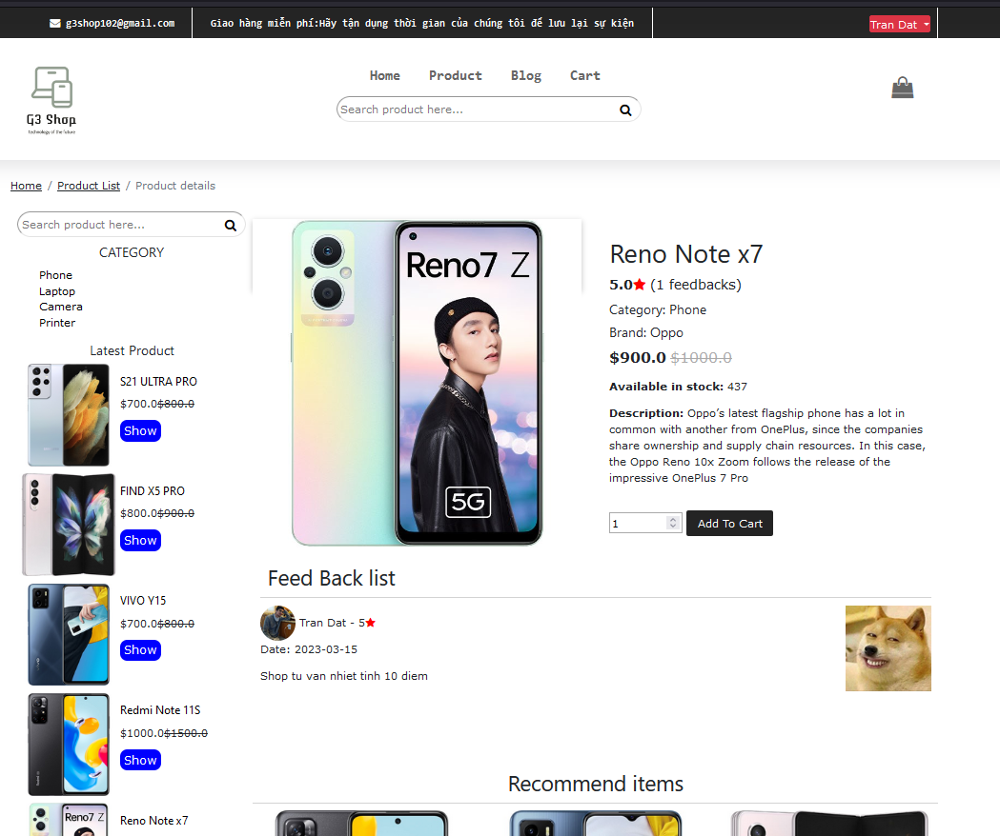 g3shop102@gmail.com
Giao hàng miễn phí:Hãy tận dụng thời gian của chúng tôi để lưu lại sự kiện
Tran Dat
G3 Shop
Technology of the future
Home
Product
Blog
Cart
Search product here...
Home / Product List / Product details
Search product here...
CATEGORY
Phone
Laptop
Camera
Printer
Latest Product
S21 ULTRA PRO
$700.0$800.0
Show
FIND X5 PRO
$800.0$900.0
Show
VIVO Y15
$700.0$800.0
Show
Redmi Note 11S
$1000.0$1500.0
Show
Reno7 Z
Reno Note x7
Reno7 Z
5G
Reno Note x7
5.0 (1 feedbacks)
Category: Phone
Brand: Oppo
$900.0 $1000.0
Available in stock: 437
Description: Oppo’s latest flagship phone has a lot in
common with another from OnePlus, since the companies
share ownership and supply chain resources. In this case,
the Oppo Reno 10x Zoom follows the release of the
impressive OnePlus 7 Pro
1
Add To Cart
Feed Back list
Tran Dat - 5
Date: 2023-03-15
Shop tu van nhiet tinh 10 diem
Recommend items